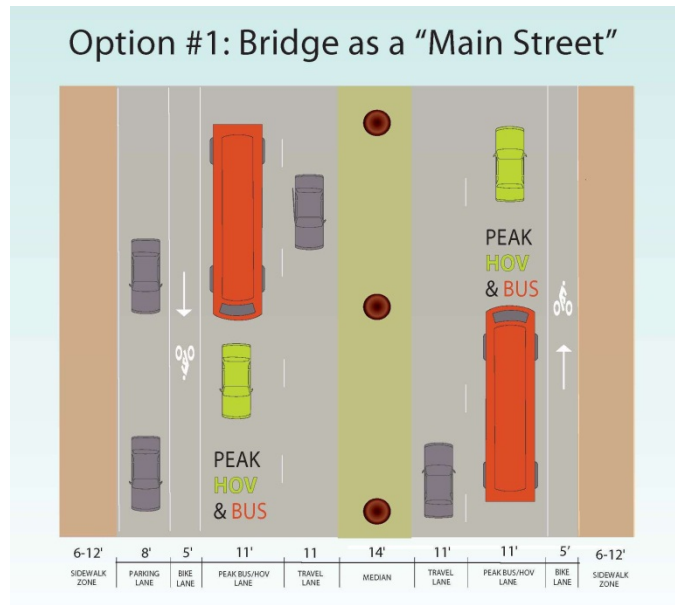 Option #1: Bridge as a “Main Street”
PEAK
HOV
& BUS
PEAK
HOV
& BUS
6-12' 8' 5' 11' 11 14' 11' 11' 5' 6-12'
SIDEWALK ZONE
PARKING LANE
BIKE LANE
PEAK BUS/HOV LANE
TRAVEL LANE
MEDIAN
TRAVEL LANE
PEAK BUS/HOV LANE
BIKE LANE
SIDEWALK ZONE